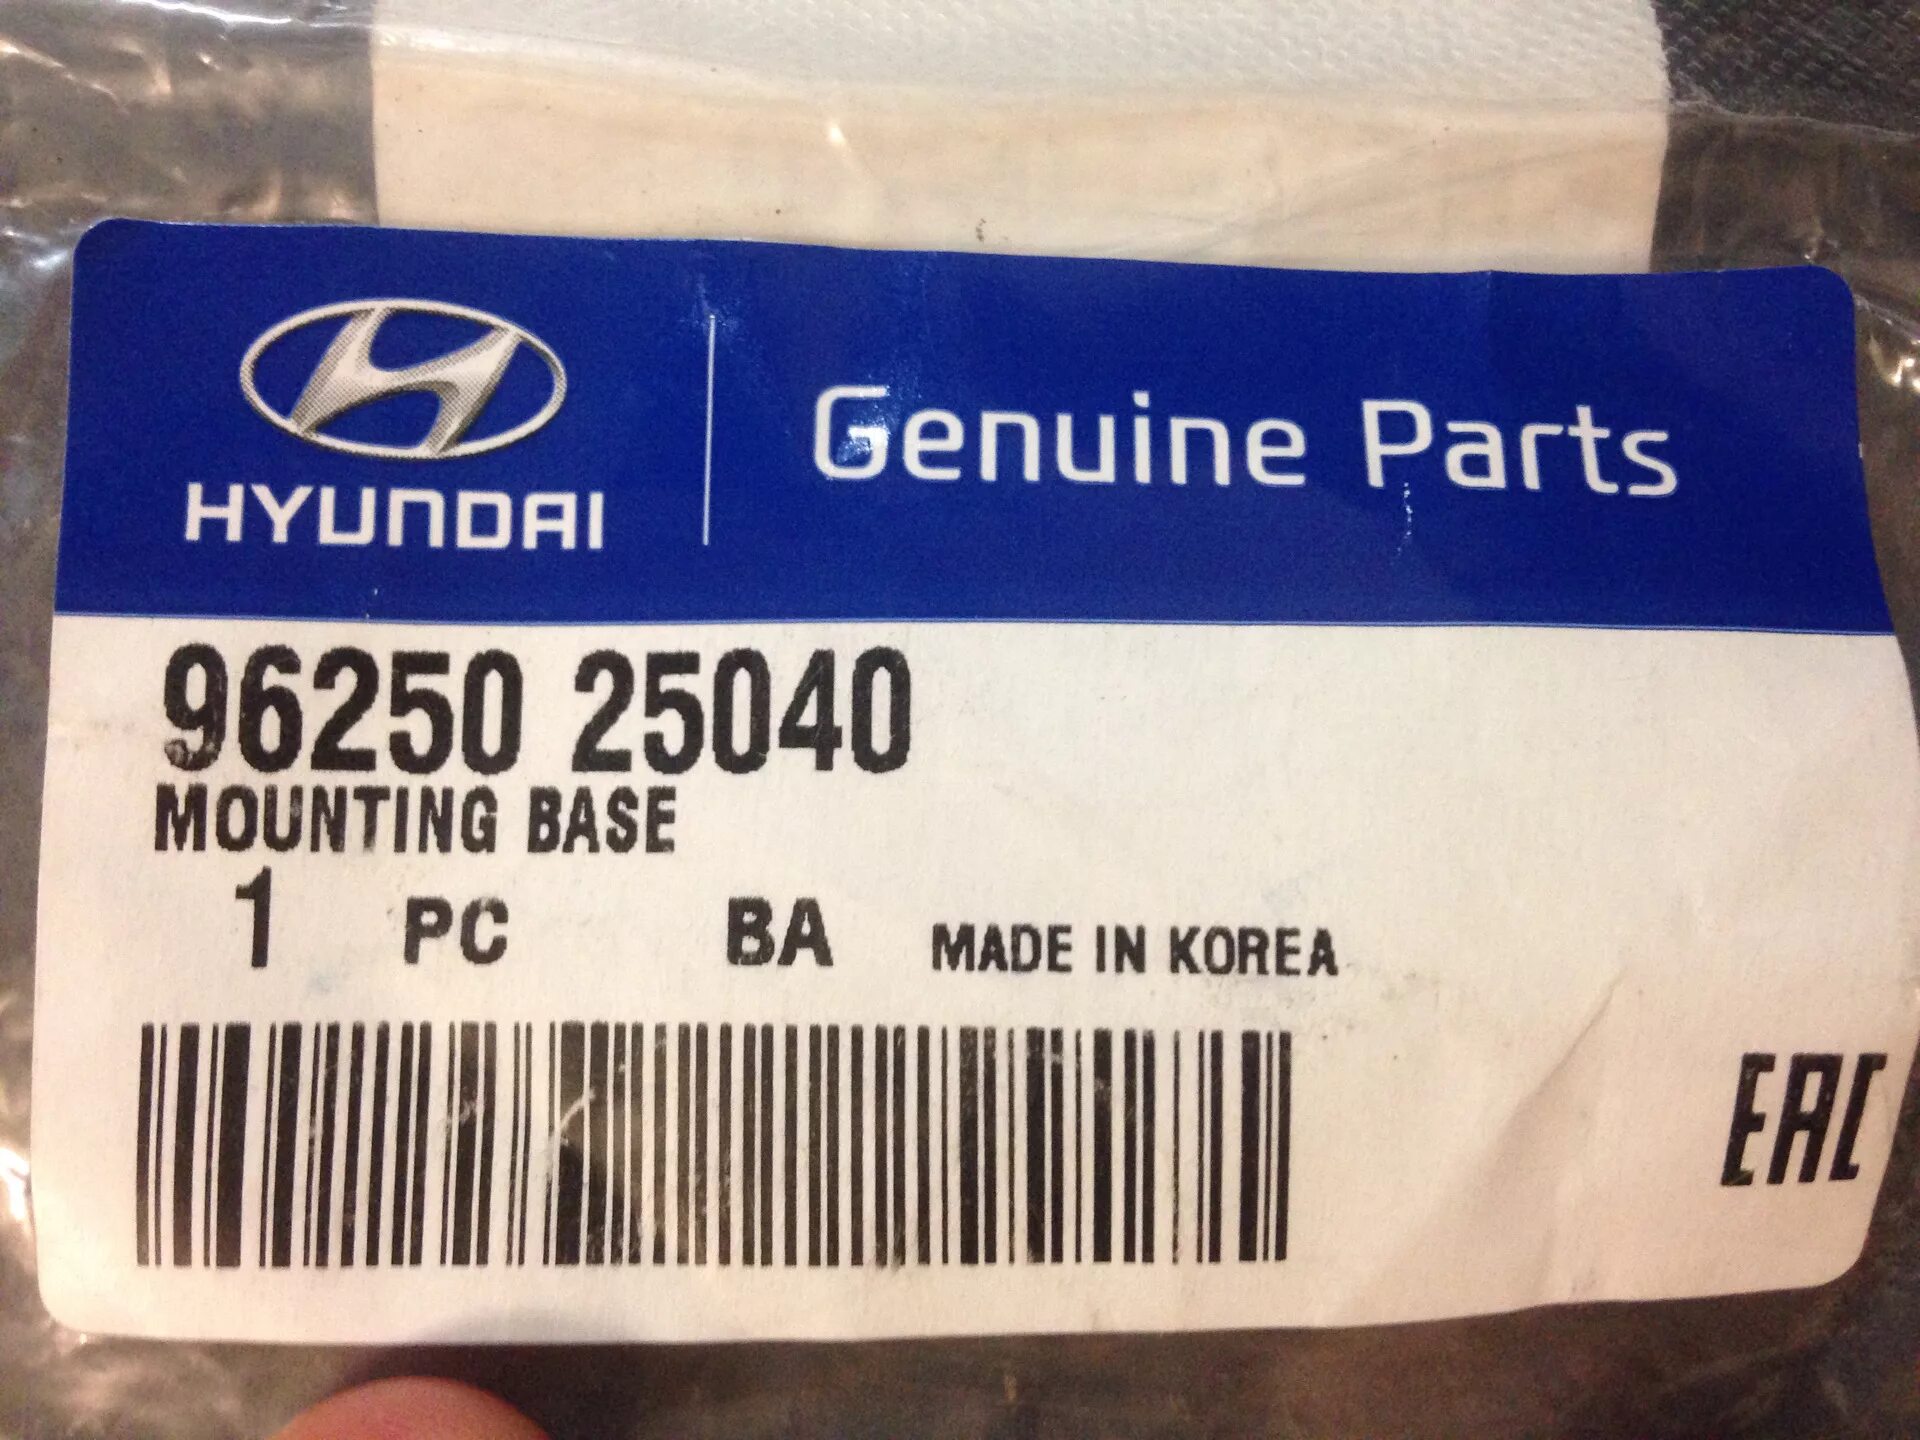 HYUNDAI
Genuine Parts
96250 25040
MOUNTING BASE
1 PC BA MADE IN KOREA
EAC